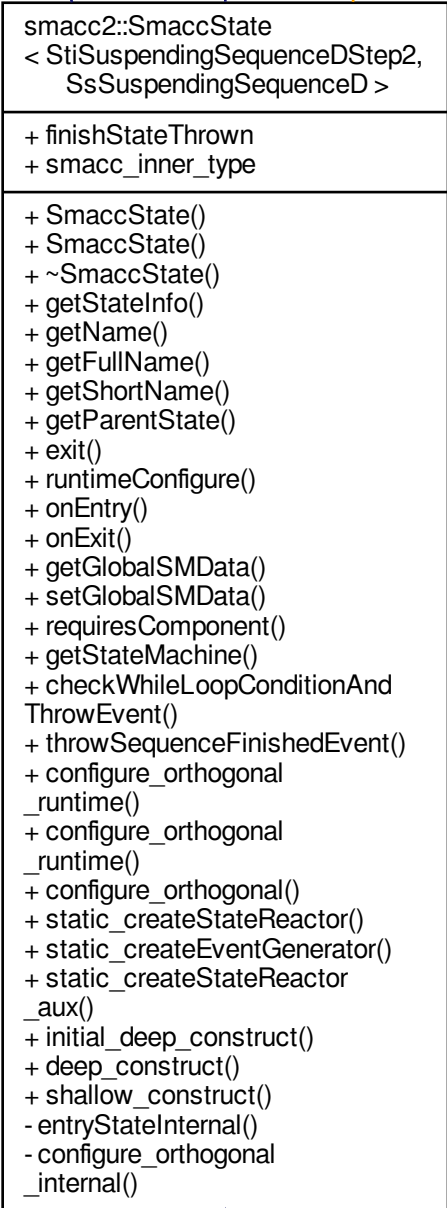 smacc2::SmaccState
< StiSuspendingSequenceDStep2,
SsSuspendingSequenceD >
+ finishStateThrown
+ smacc_inner_type
+ SmaccState()
+ SmaccState()
+ ~SmaccState()
+ getStateInfo()
+ getName()
+ getFullName()
+ getShortName()
+ getParentState()
+ exit()
+ runtimeConfigure()
+ onEntry()
+ onExit()
+ getGlobalSMData()
+ setGlobalSMData()
+ requiresComponent()
+ getStateMachine()
+ checkWhileLoopConditionAnd
ThrowEvent()
+ throwSequenceFinishedEvent()
+ configure_orthogonal
_runtime()
+ configure_orthogonal
_runtime()
+ configure_orthogonal()
+ static_createStateReactor()
+ static_createEventGenerator()
+ static_createStateReactor
_aux()
+ initial_deep_construct()
+ deep_construct()
+ shallow_construct()
- entryStateInternal()
- configure_orthogonal
_internal()